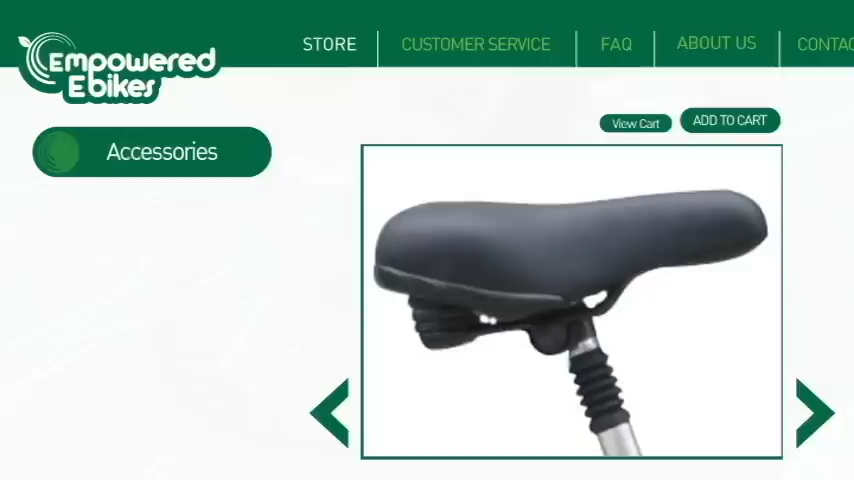 STORE
CUSTOMER SERVICE
FAQ
ABOUT US
CONTAC
Empowered
Ebikes
View Cart
ADD TO CART
Accessories